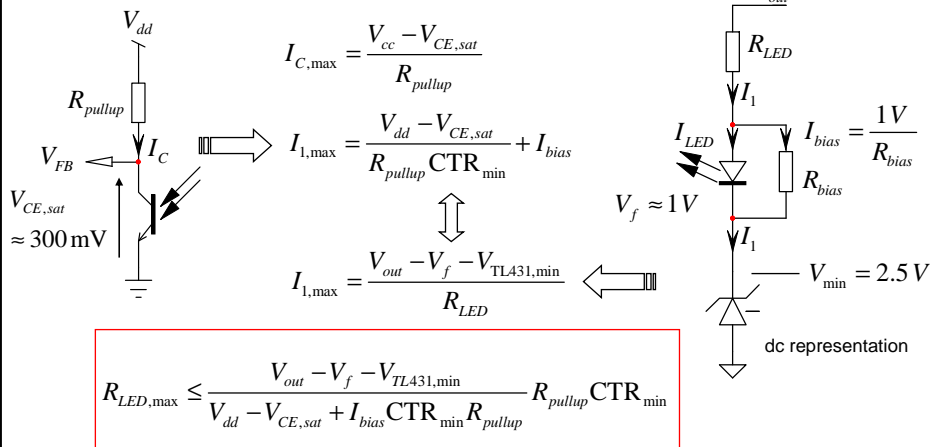 V_dd
R_pullup
V_FB
I_C
V_CE,sat
≈ 300 mV
I_C,max = (V_cc − V_CE,sat) / R_pullup
I_1,max = (V_dd − V_CE,sat) / (R_pullup CTR_min) + I_bias
I_1,max = (V_out − V_f − V_TL431,min) / R_LED
R_LED
I_1
I_LED
I_bias = 1V / R_bias
R_bias
V_f ≈ 1V
I_1
V_min = 2.5 V
dc representation
R_LED,max ≤ (V_out − V_f − V_TL431,min) / (V_dd − V_CE,sat + I_bias CTR_min R_pullup) R_pullup CTR_min